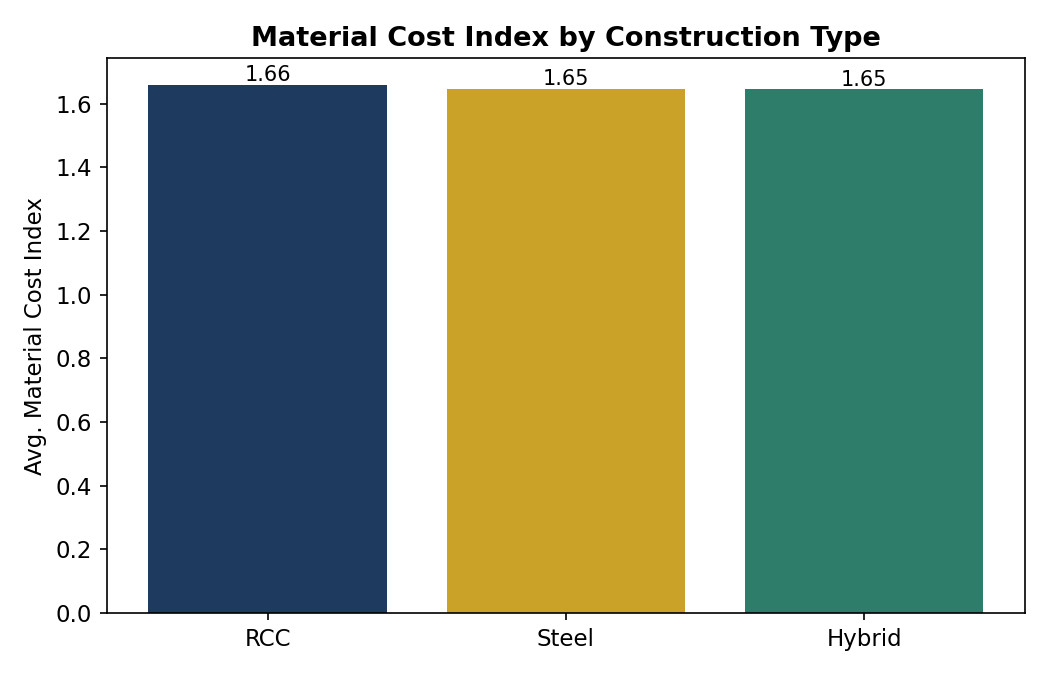 Material Cost Index by Construction Type
1.66
1.65
1.65
1.6
1.4
1.2
1.0
0.8
0.6
0.4
0.2
0.0
Avg. Material Cost Index
RCC
Steel
Hybrid